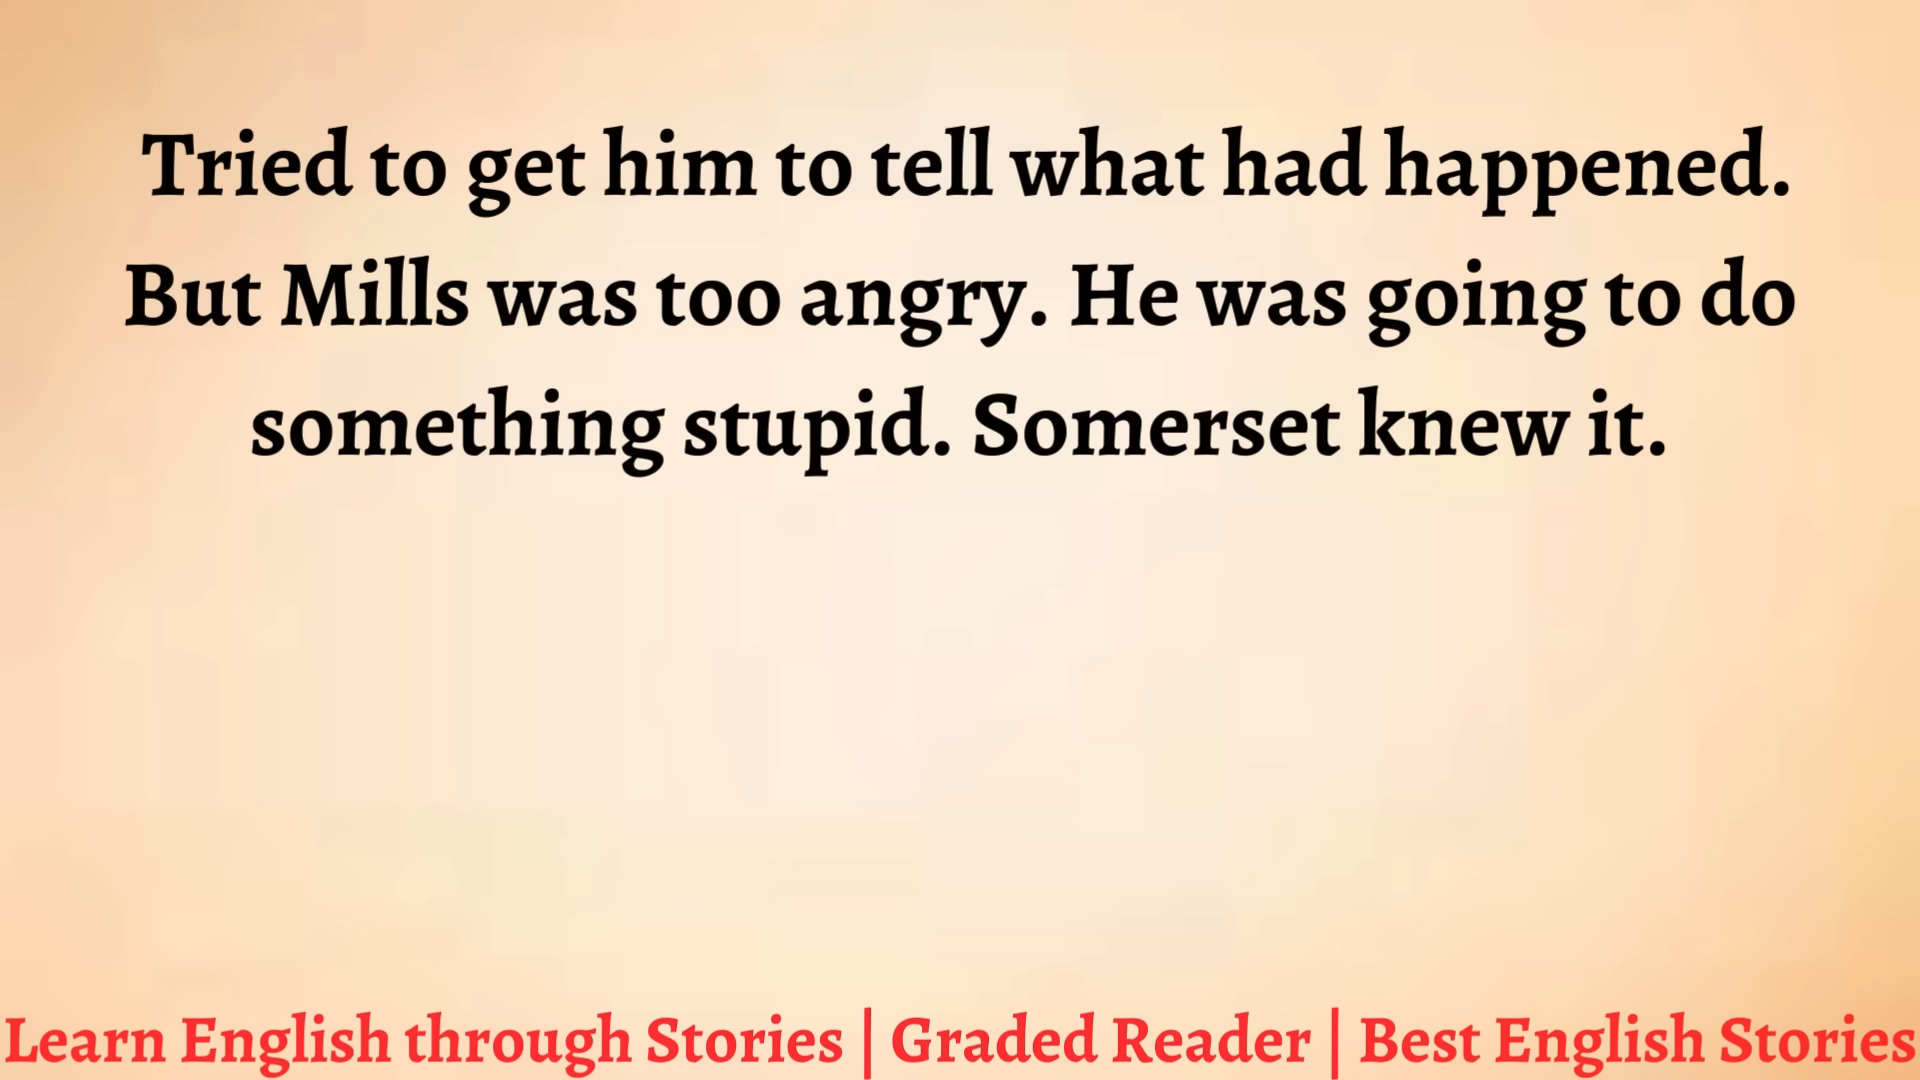 Tried to get him to tell what had happened.
But Mills was too angry. He was going to do
something stupid. Somerset knew it.
Learn English through Stories | Graded Reader | Best English Stories